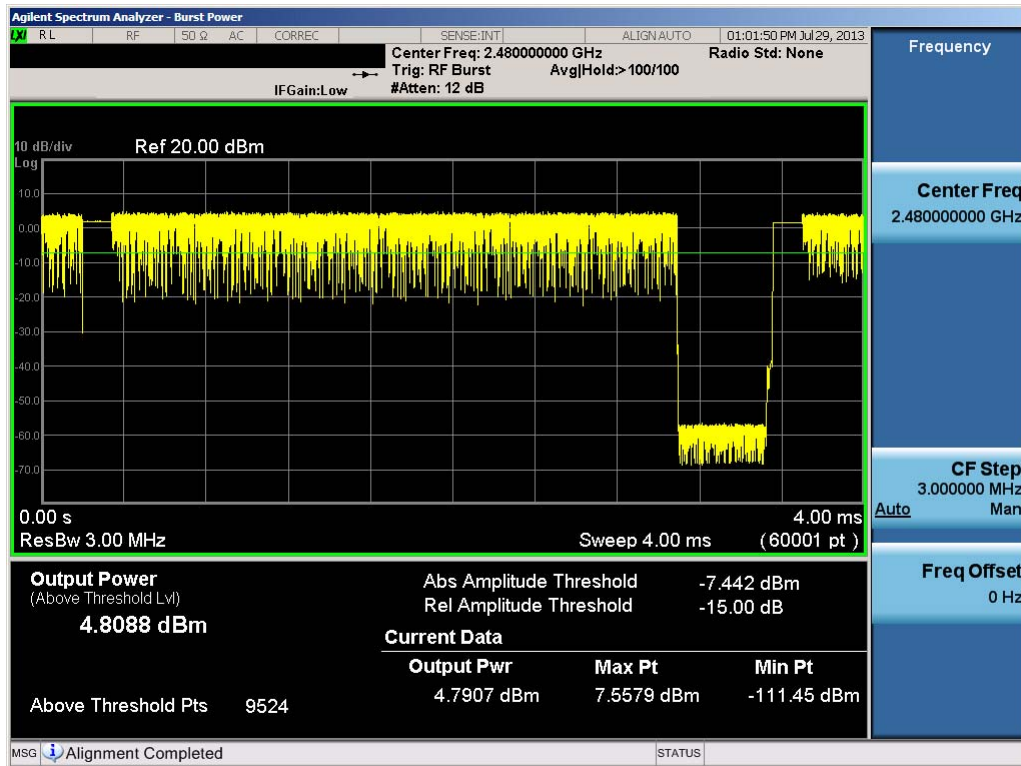 Agilent Spectrum Analyzer - Burst Power
LXI RL RF 50 Ω AC CORREC SENSE:INT ALIGNAUTO 01:01:50 PM Jul 29, 2013
Center Freq: 2.480000000 GHz Radio Std: None
Trig: RF Burst Avg|Hold:>100/100
IFGain:Low #Atten: 12 dB
10 dB/div Ref 20.00 dBm
Log
10.0
0.00
-10.0
-20.0
-30.0
-40.0
-50.0
-60.0
-70.0
0.00 s 4.00 ms
ResBw 3.00 MHz Sweep 4.00 ms (60001 pt)
Output Power
(Above Threshold Lvl)
4.8088 dBm
Above Threshold Pts 9524
Abs Amplitude Threshold -7.442 dBm
Rel Amplitude Threshold -15.00 dB
Current Data
Output Pwr Max Pt Min Pt
4.7907 dBm 7.5579 dBm -111.45 dBm
MSG Alignment Completed STATUS
Frequency
Center Freq
2.480000000 GHz
CF Step
3.000000 MHz
Auto Man
Freq Offset
0 Hz